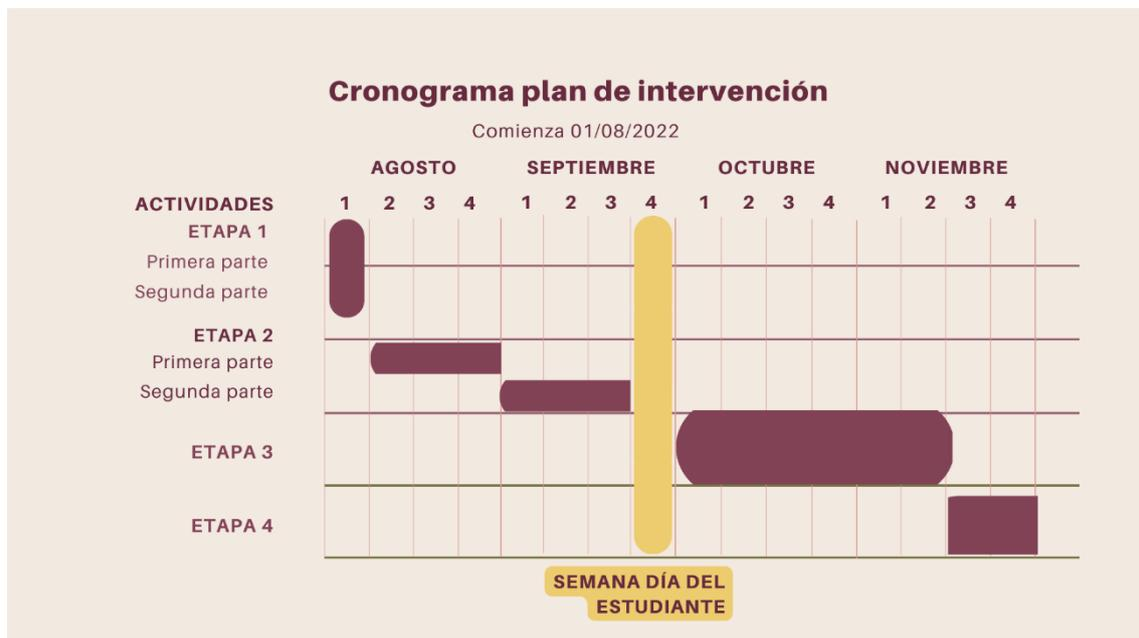 Cronograma plan de intervención
Comienza 01/08/2022
AGOSTO SEPTIEMBRE OCTUBRE NOVIEMBRE
ACTIVIDADES 1 2 3 4 1 2 3 4 1 2 3 4 1 2 3 4
ETAPA 1
Primera parte
Segunda parte
ETAPA 2
Primera parte
Segunda parte
ETAPA 3
ETAPA 4
SEMANA DÍA DEL
ESTUDIANTE